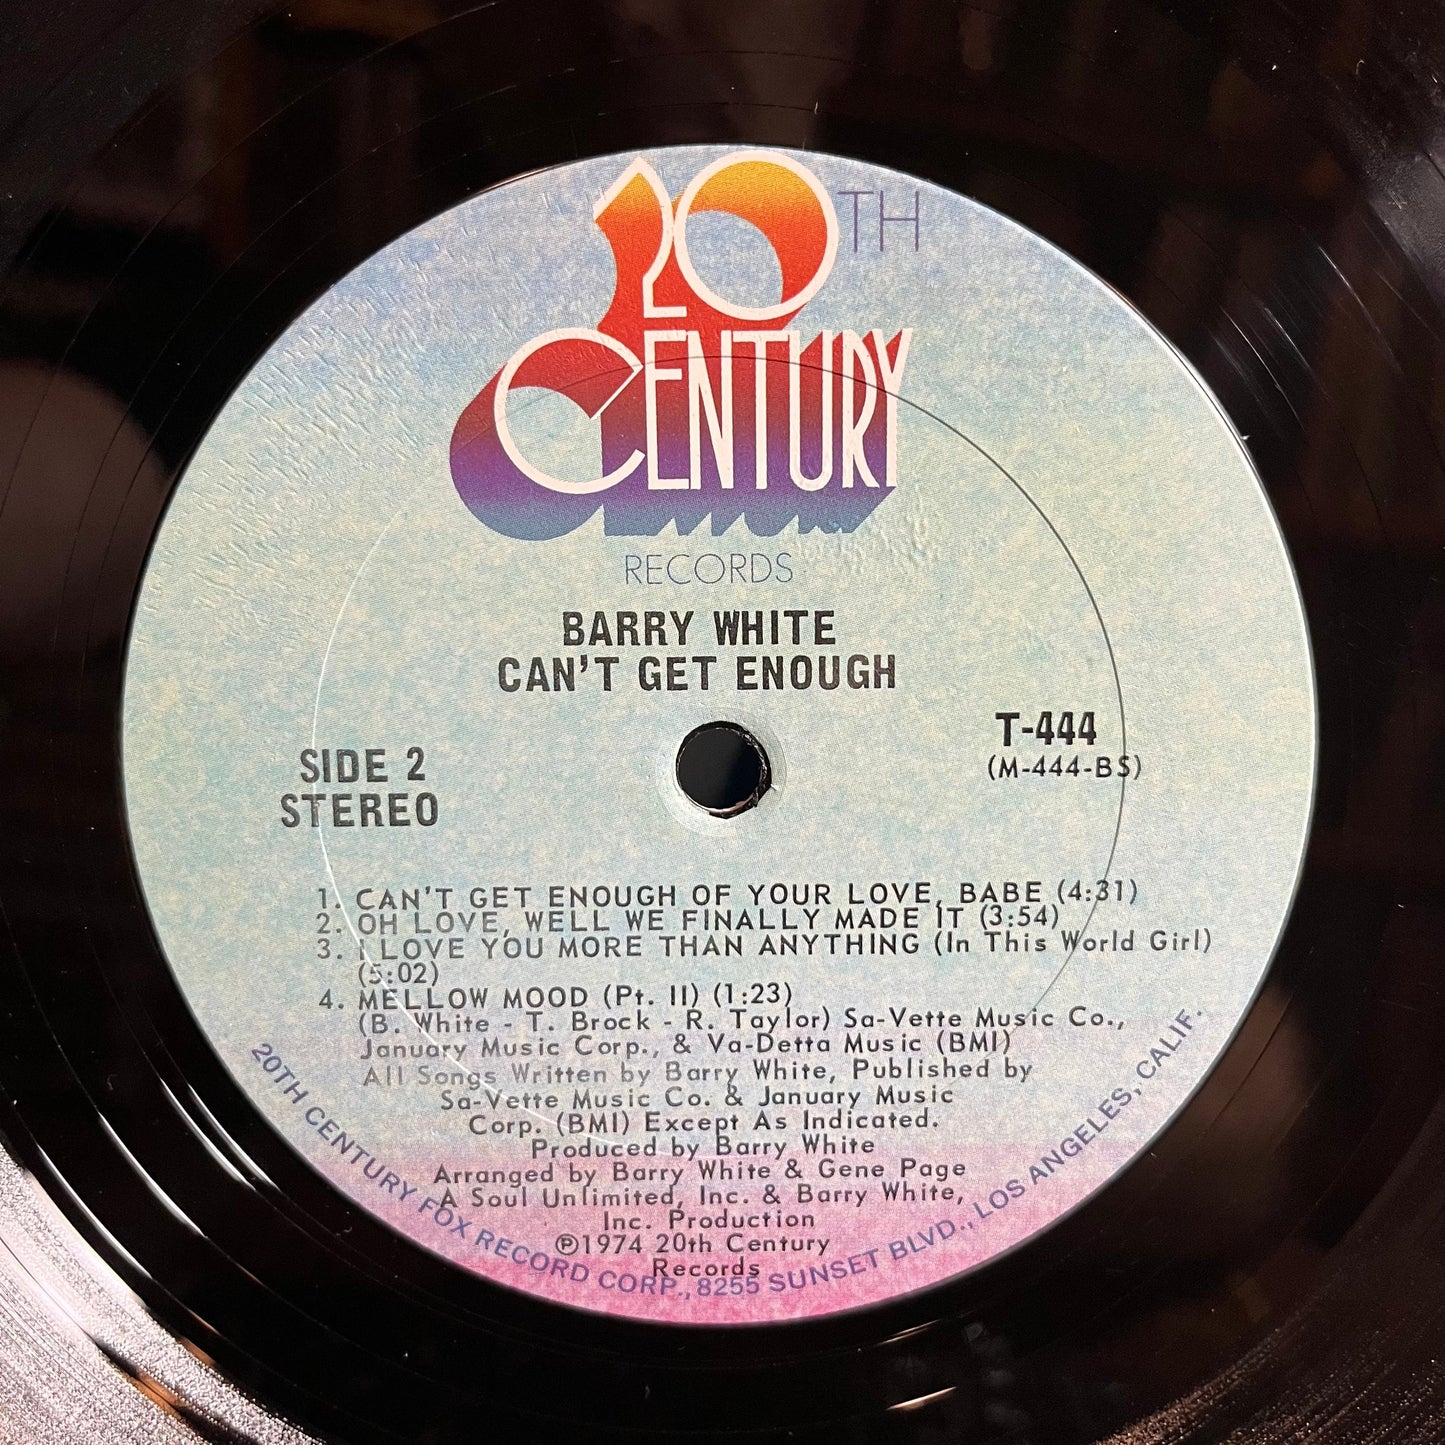 20TH
CENTURY
RECORDS
BARRY WHITE
CAN'T GET ENOUGH
T-444
(M-444-BS)
SIDE 2
STEREO
1. CAN'T GET ENOUGH OF YOUR LOVE, BABE (4:31)
2. OH LOVE, WELL WE FINALLY MADE IT (3:54)
3. I LOVE YOU MORE THAN ANYTHING (In This World Girl)
(5:02)
4. MELLOW MOOD (Pt. II) (1:23)
(B. White - T. Brock - R. Taylor) Sa-Vette Music Co.,
January Music Corp., & Va-Detta Music (BMI)
All Songs Written by Barry White, Published by
Sa-Vette Music Co. & January Music
Corp. (BMI) Except As Indicated.
Produced by Barry White
Arranged by Barry White & Gene Page
A Soul Unlimited, Inc. & Barry White,
Inc. Production
℗1974 20th Century
Records
20TH CENTURY FOX RECORD CORP., 8255 SUNSET BLVD., LOS ANGELES, CALIF.